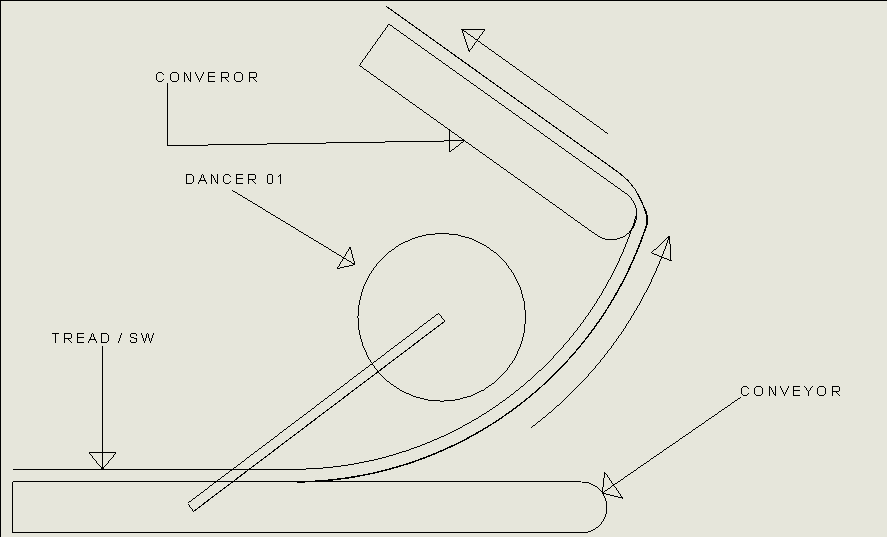 CONVEROR
DANCER 01
TREAD / SW
CONVEYOR